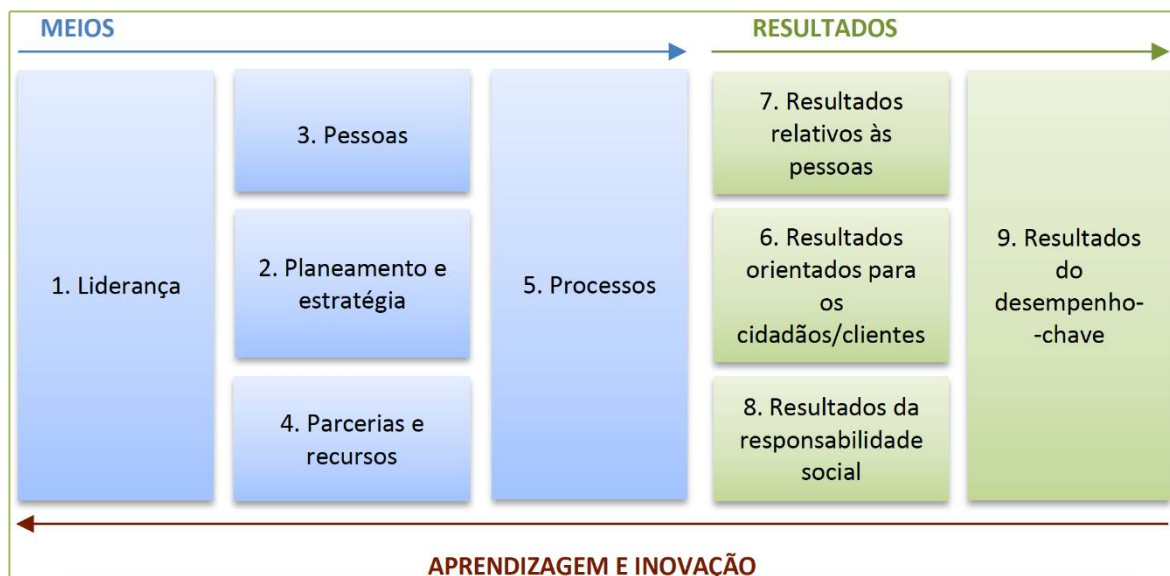 MEIOS
RESULTADOS
1. Liderança
3. Pessoas
2. Planeamento e
estratégia
4. Parcerias e
recursos
5. Processos
7. Resultados
relativos às
pessoas
6. Resultados
orientados para
os
cidadãos/clientes
8. Resultados da
responsabilidade
social
9. Resultados
do
desempenho-
-chave
APRENDIZAGEM E INOVAÇÃO